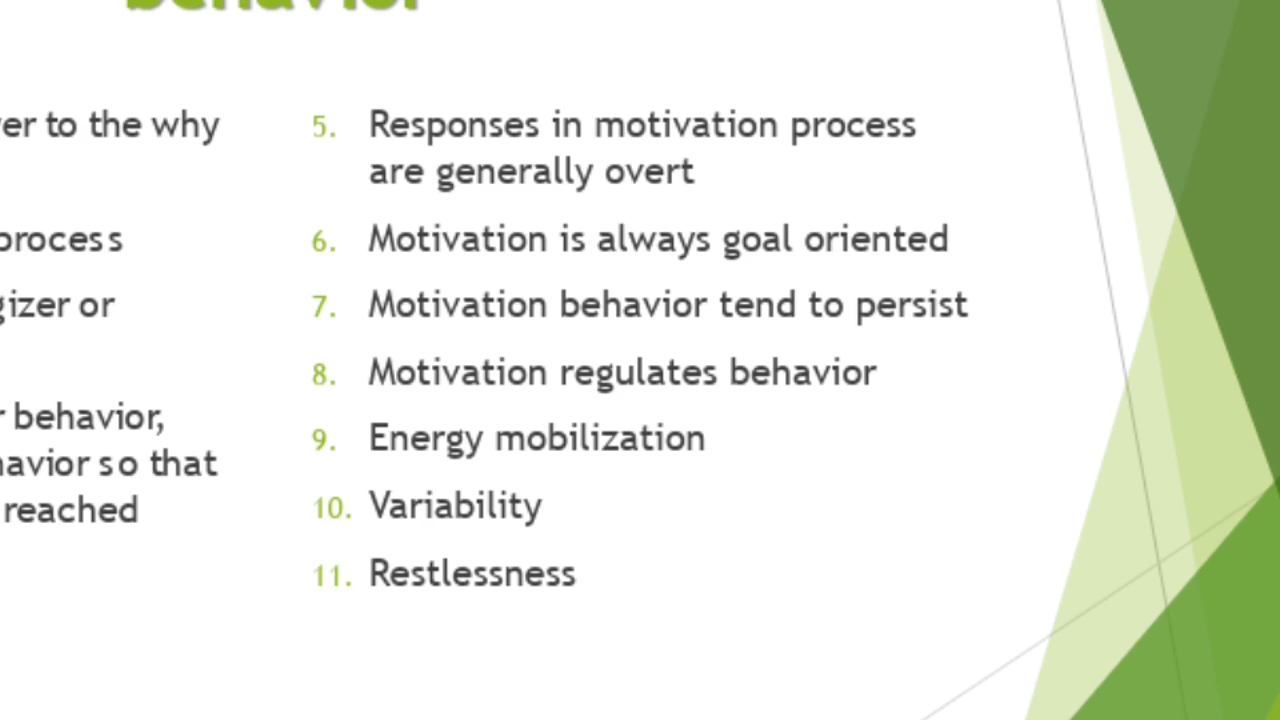 behavior
er to the why
process
gizer or
r behavior,
havior so that
reached
5. Responses in motivation process
are generally overt
6. Motivation is always goal oriented
7. Motivation behavior tend to persist
8. Motivation regulates behavior
9. Energy mobilization
10. Variability
11. Restlessness